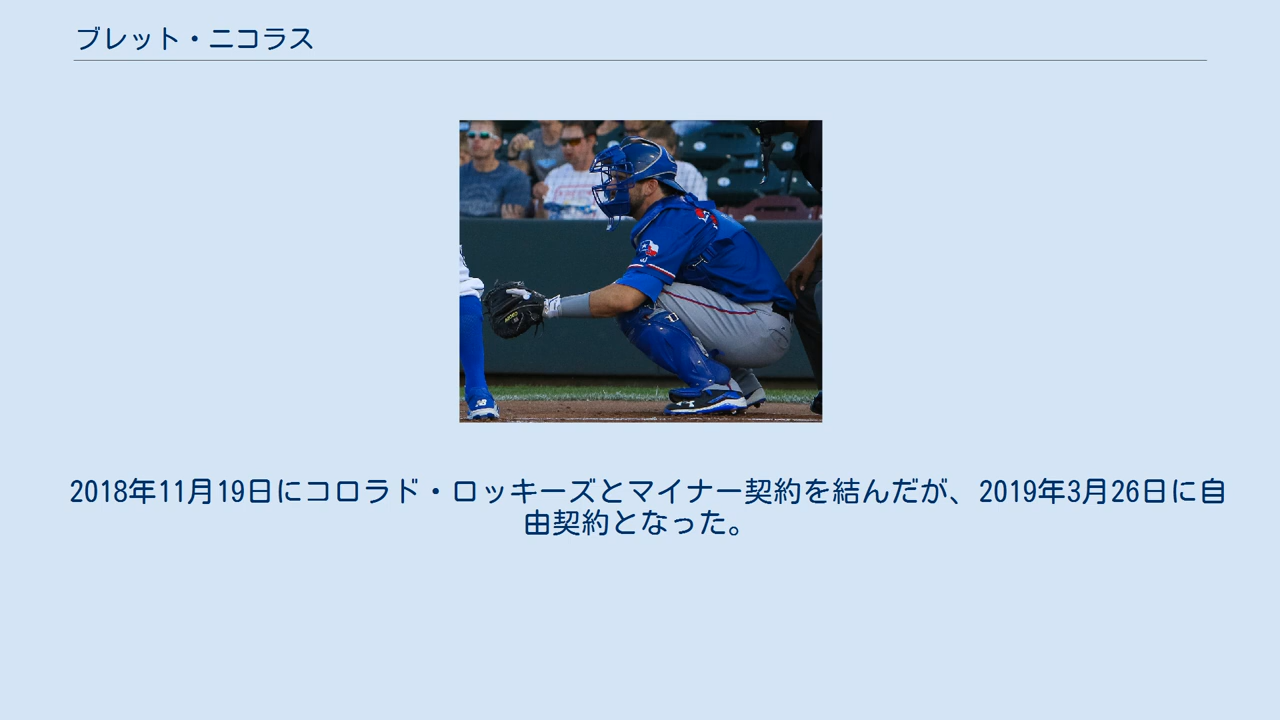 ブレット・ニコラス
2018年11月19日にコロラド・ロッキーズとマイナー契約を結んだが、2019年3月26日に自
由契約となった。